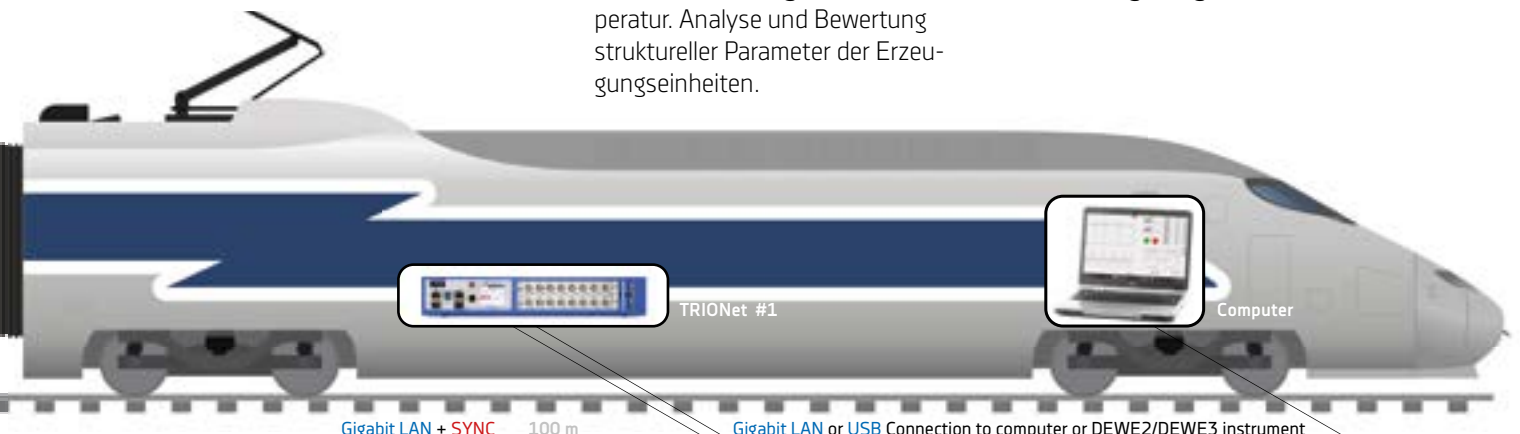 peratur. Analyse und Bewertung
struktureller Parameter der Erzeu-
gungseinheiten.
TRIONet #1
Computer
Gigabit LAN + SYNC 100 m
Gigabit LAN or USB Connection to computer or DEWE2/DEWE3 instrument